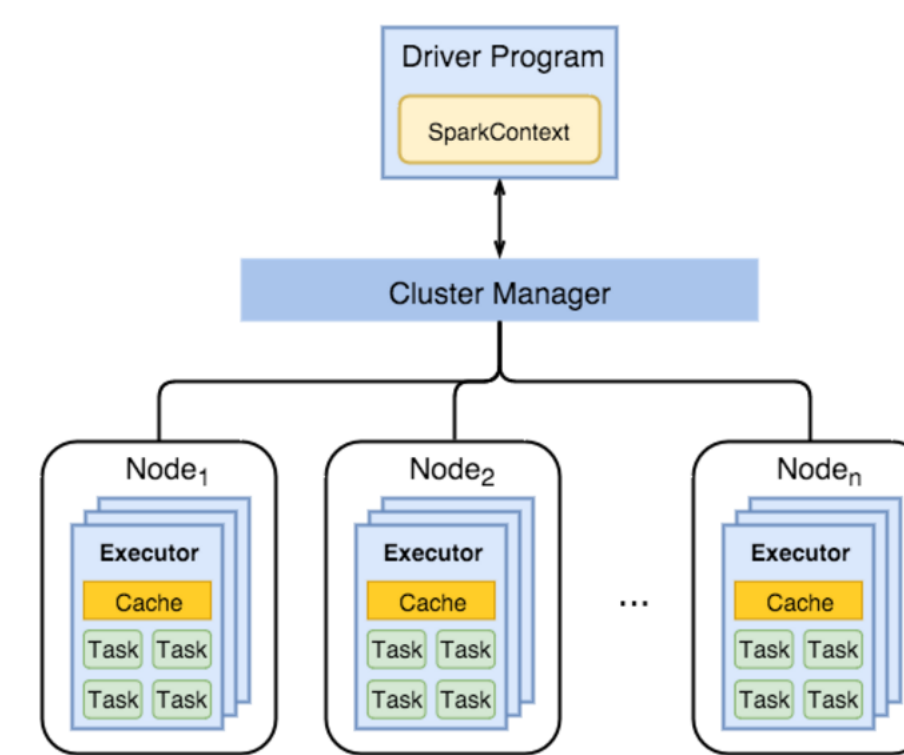 Driver Program
SparkContext
Cluster Manager
Node₁
Executor
Cache
Task Task
Task Task
Node₂
Executor
Cache
Task Task
Task Task
...
Nodeₙ
Executor
Cache
Task Task
Task Task